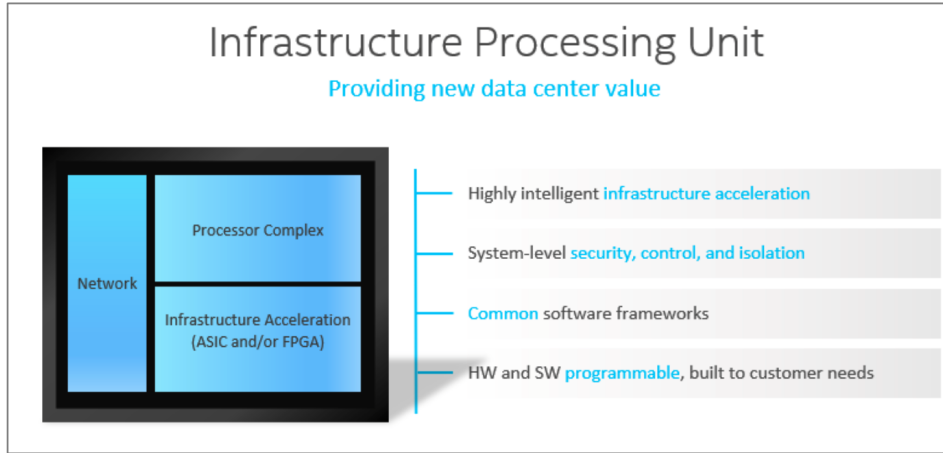 Infrastructure Processing Unit
Providing new data center value
Network
Processor Complex
Infrastructure Acceleration
(ASIC and/or FPGA)
Highly intelligent infrastructure acceleration
System-level security, control, and isolation
Common software frameworks
HW and SW programmable, built to customer needs